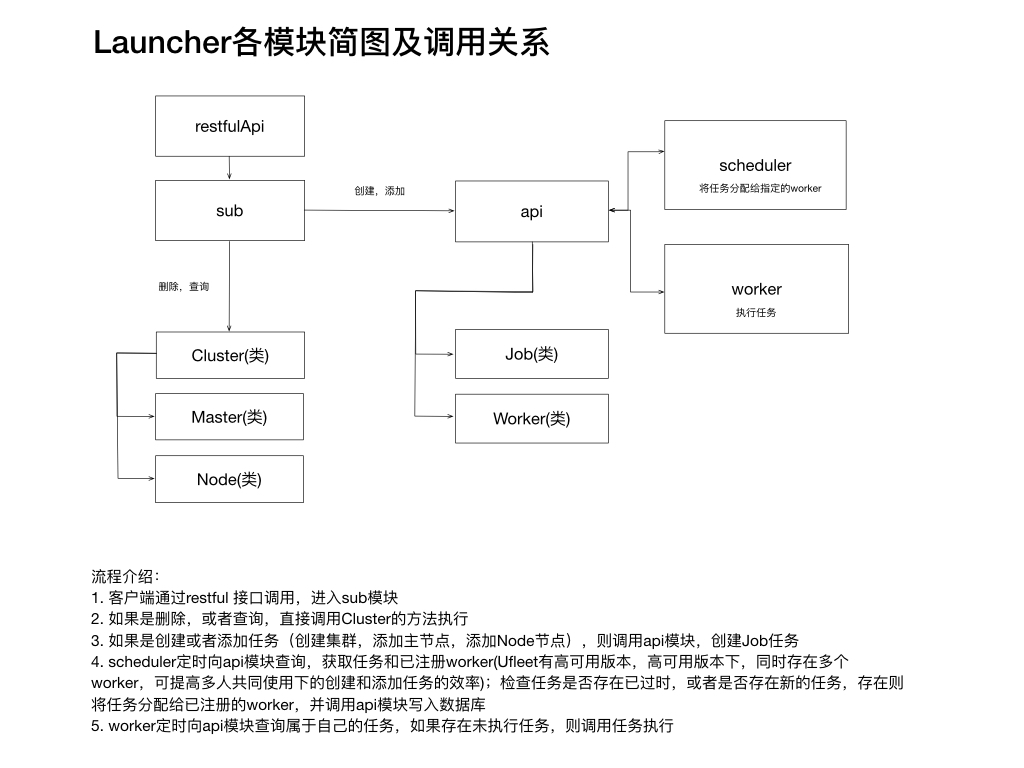 Launcher各模块简图及调用关系
restfulApi
sub
创建，添加
api
scheduler
将任务分配给指定的worker
worker
执行任务
删除，查询
Cluster(类)
Master(类)
Node(类)
Job(类)
Worker(类)
流程介绍：
1. 客户端通过restful 接口调用，进入sub模块
2. 如果是删除，或者查询，直接调用Cluster的方法执行
3. 如果是创建或者添加任务（创建集群，添加主节点，添加Node节点），则调用api模块，创建Job任务
4. scheduler定时向api模块查询，获取任务和已注册worker(Ufleet有高可用版本，高可用版本下，同时存在多个
worker，可提高多人共同使用下的创建和添加任务的效率)；检查任务是否存在已过时，或者是否存在新的任务，存在则
将任务分配给已注册的worker，并调用api模块写入数据库
5. worker定时向api模块查询属于自己的任务，如果存在未执行任务，则调用任务执行